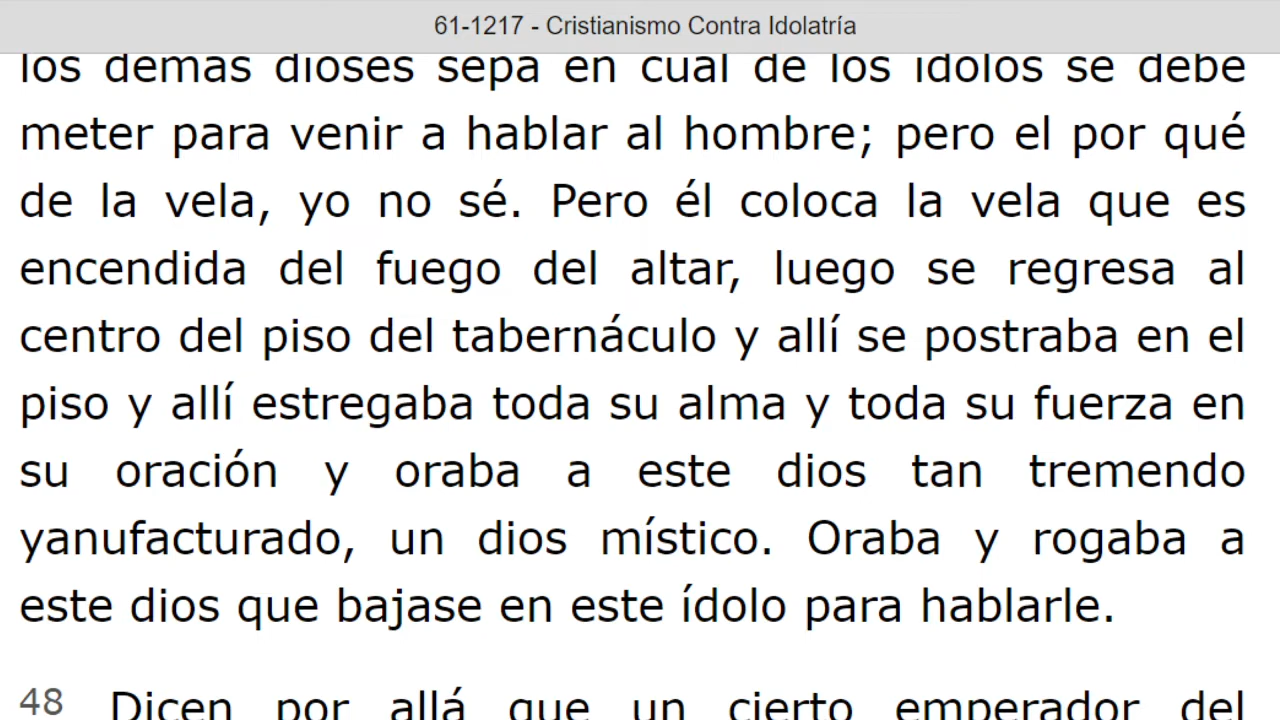 61-1217 - Cristianismo Contra Idolatría
los demás dioses sepa en cuál de los ídolos se debe
meter para venir a hablar al hombre; pero el por qué
de la vela, yo no sé. Pero él coloca la vela que es
encendida del fuego del altar, luego se regresa al
centro del piso del tabernáculo y allí se postraba en el
piso y allí estregaba toda su alma y toda su fuerza en
su oración y oraba a este dios tan tremendo
yanufacturado, un dios místico. Oraba y rogaba a
este dios que bajase en este ídolo para hablarle.
48 Dicen por allá que un cierto emperador del